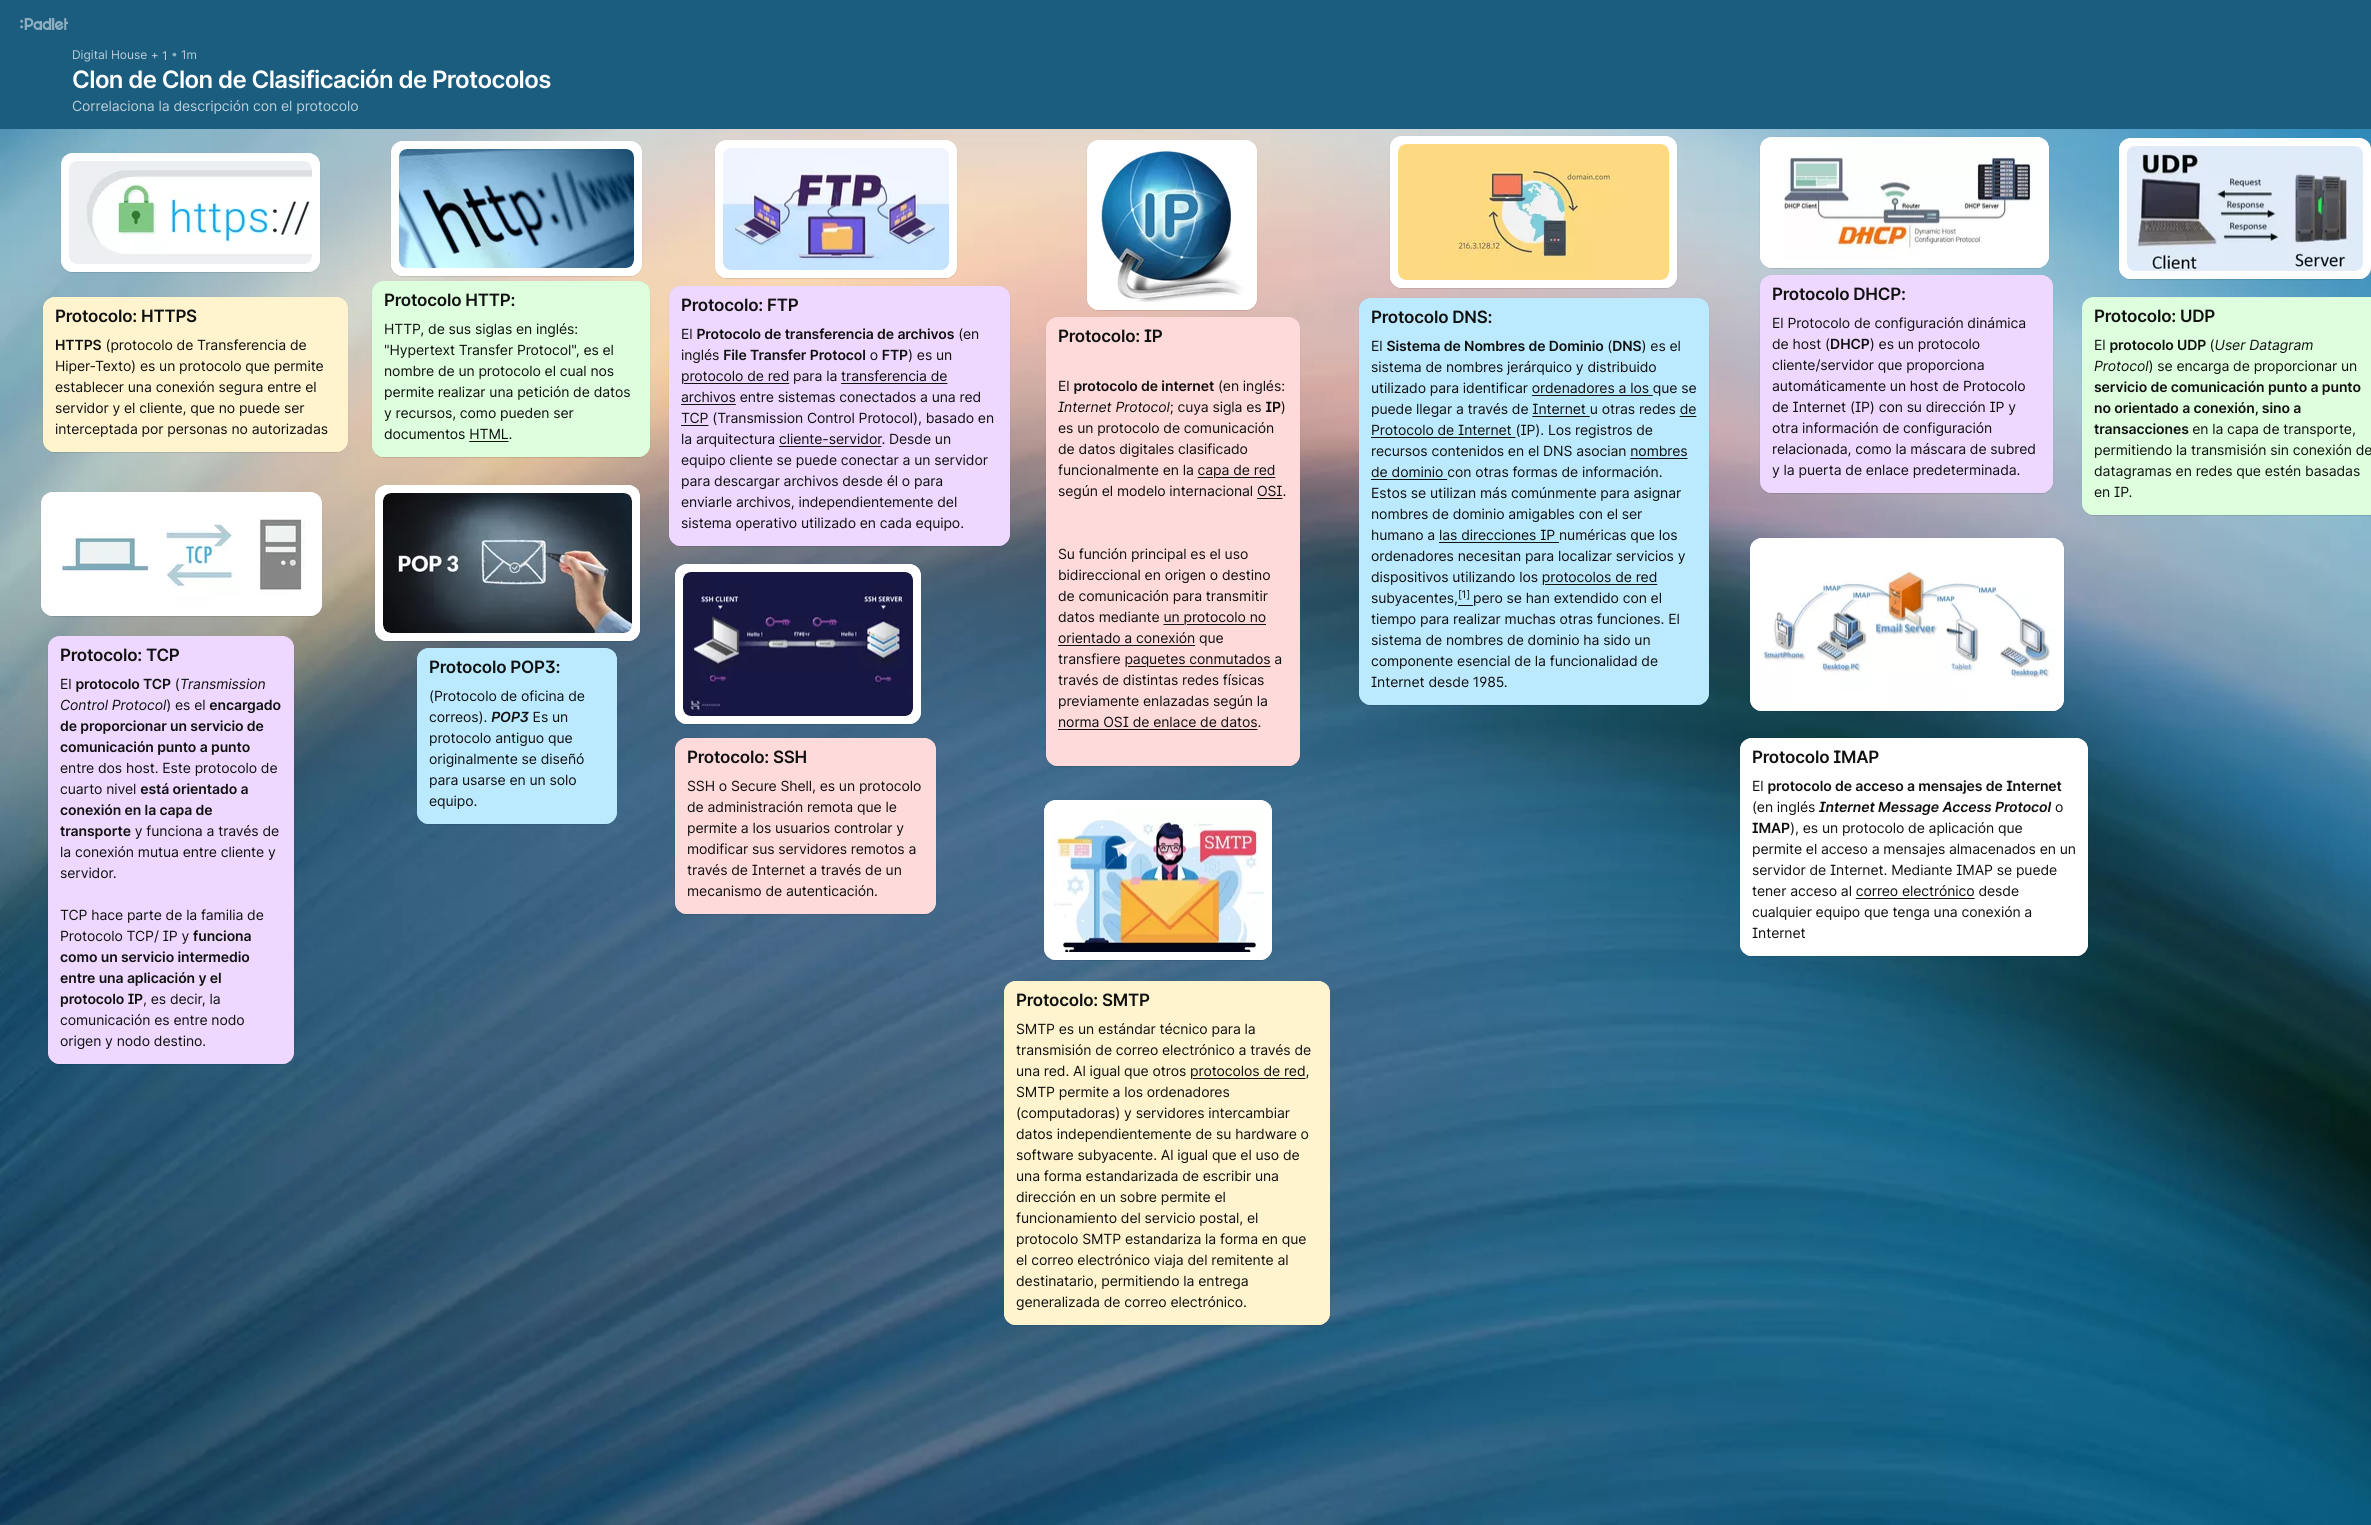 :Padlet
Digital House + 1 • 1m
Clon de Clon de Clasificación de Protocolos
Correlaciona la descripción con el protocolo
https://
Protocolo: HTTPS
HTTPS (protocolo de Transferencia de
Hiper-Texto) es un protocolo que permite
establecer una conexión segura entre el
servidor y el cliente, que no puede ser
interceptada por personas no autorizadas
TCP
Protocolo: TCP
El protocolo TCP (Transmission
Control Protocol) es el encargado
de proporcionar un servicio de
comunicación punto a punto
entre dos host. Este protocolo de
cuarto nivel está orientado a
conexión en la capa de
transporte y funciona a través de
la conexión mutua entre cliente y
servidor.
TCP hace parte de la familia de
Protocolo TCP/ IP y funciona
como un servicio intermedio
entre una aplicación y el
protocolo IP, es decir, la
comunicación es entre nodo
origen y nodo destino.
http://www
Protocolo HTTP:
HTTP, de sus siglas en inglés:
"Hypertext Transfer Protocol", es el
nombre de un protocolo el cual nos
permite realizar una petición de datos
y recursos, como pueden ser
documentos HTML.
POP 3
Protocolo POP3:
(Protocolo de oficina de
correos). POP3 Es un
protocolo antiguo que
originalmente se diseñó
para usarse en un solo
equipo.
FTP
Protocolo: FTP
El Protocolo de transferencia de archivos (en
inglés File Transfer Protocol o FTP) es un
protocolo de red para la transferencia de
archivos entre sistemas conectados a una red
TCP (Transmission Control Protocol), basado en
la arquitectura cliente-servidor. Desde un
equipo cliente se puede conectar a un servidor
para descargar archivos desde él o para
enviarle archivos, independientemente del
sistema operativo utilizado en cada equipo.
SSH CLIENT
SSH SERVER
Hello !
Hello !
Protocolo: SSH
SSH o Secure Shell, es un protocolo
de administración remota que le
permite a los usuarios controlar y
modificar sus servidores remotos a
través de Internet a través de un
mecanismo de autenticación.
IP
Protocolo: IP
El protocolo de internet (en inglés:
Internet Protocol; cuya sigla es IP)
es un protocolo de comunicación
de datos digitales clasificado
funcionalmente en la capa de red
según el modelo internacional OSI.
Su función principal es el uso
bidireccional en origen o destino
de comunicación para transmitir
datos mediante un protocolo no
orientado a conexión que
transfiere paquetes conmutados a
través de distintas redes físicas
previamente enlazadas según la
norma OSI de enlace de datos.
SMTP
Protocolo: SMTP
SMTP es un estándar técnico para la
transmisión de correo electrónico a través de
una red. Al igual que otros protocolos de red,
SMTP permite a los ordenadores
(computadoras) y servidores intercambiar
datos independientemente de su hardware o
software subyacente. Al igual que el uso de
una forma estandarizada de escribir una
dirección en un sobre permite el
funcionamiento del servicio postal, el
protocolo SMTP estandariza la forma en que
el correo electrónico viaja del remitente al
destinatario, permitiendo la entrega
generalizada de correo electrónico.
domain.com
216.3.128.12
Protocolo DNS:
El Sistema de Nombres de Dominio (DNS) es el
sistema de nombres jerárquico y distribuido
utilizado para identificar ordenadores a los que se
puede llegar a través de Internet u otras redes de
Protocolo de Internet (IP). Los registros de
recursos contenidos en el DNS asocian nombres
de dominio con otras formas de información.
Estos se utilizan más comúnmente para asignar
nombres de dominio amigables con el ser
humano a las direcciones IP numéricas que los
ordenadores necesitan para localizar servicios y
dispositivos utilizando los protocolos de red
subyacentes,[1] pero se han extendido con el
tiempo para realizar muchas otras funciones. El
sistema de nombres de dominio ha sido un
componente esencial de la funcionalidad de
Internet desde 1985.
DHCP Client
Router
DHCP Server
DHCP
Dynamic Host
Configuration Protocol
Protocolo DHCP:
El Protocolo de configuración dinámica
de host (DHCP) es un protocolo
cliente/servidor que proporciona
automáticamente un host de Protocolo
de Internet (IP) con su dirección IP y
otra información de configuración
relacionada, como la máscara de subred
y la puerta de enlace predeterminada.
IMAP
IMAP
IMAP
IMAP
Email Server
SmartPhone
Desktop PC
Tablet
Desktop PC
Protocolo IMAP
El protocolo de acceso a mensajes de Internet
(en inglés Internet Message Access Protocol o
IMAP), es un protocolo de aplicación que
permite el acceso a mensajes almacenados en un
servidor de Internet. Mediante IMAP se puede
tener acceso al correo electrónico desde
cualquier equipo que tenga una conexión a
Internet
UDP
Request
Response
Response
Client
Server
Protocolo: UDP
El protocolo UDP (User Datagram
Protocol) se encarga de proporcionar un
servicio de comunicación punto a punto
no orientado a conexión, sino a
transacciones en la capa de transporte,
permitiendo la transmisión sin conexión de
datagramas en redes que estén basadas
en IP.